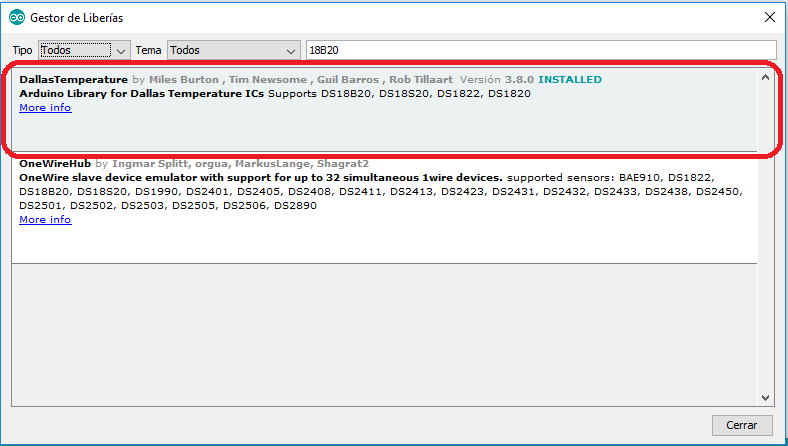 Gestor de Liberías
Tipo Todos Tema Todos 18B20
DallasTemperature by Miles Burton , Tim Newsome , Guil Barros , Rob Tillaart Versión 3.8.0 INSTALLED
Arduino Library for Dallas Temperature ICs Supports DS18B20, DS18S20, DS1822, DS1820
More info
OneWireHub by Ingmar Splitt, orgua, MarkusLange, Shagrat2
OneWire slave device emulator with support for up to 32 simultaneous 1wire devices. supported sensors: BAE910, DS1822,
DS18B20, DS18S20, DS1990, DS2401, DS2405, DS2408, DS2411, DS2413, DS2423, DS2431, DS2432, DS2433, DS2438, DS2450,
DS2501, DS2502, DS2503, DS2505, DS2506, DS2890
More info
Cerrar